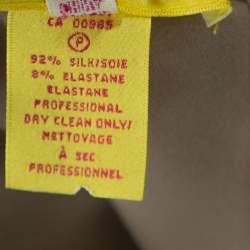 CA 00985
P
92% SILK/SOIE
8% ELASTANE
ELASTANE
PROFESSIONAL
DRY CLEAN ONLY/
NETTOYAGE
À SEC
PROFESSIONNEL